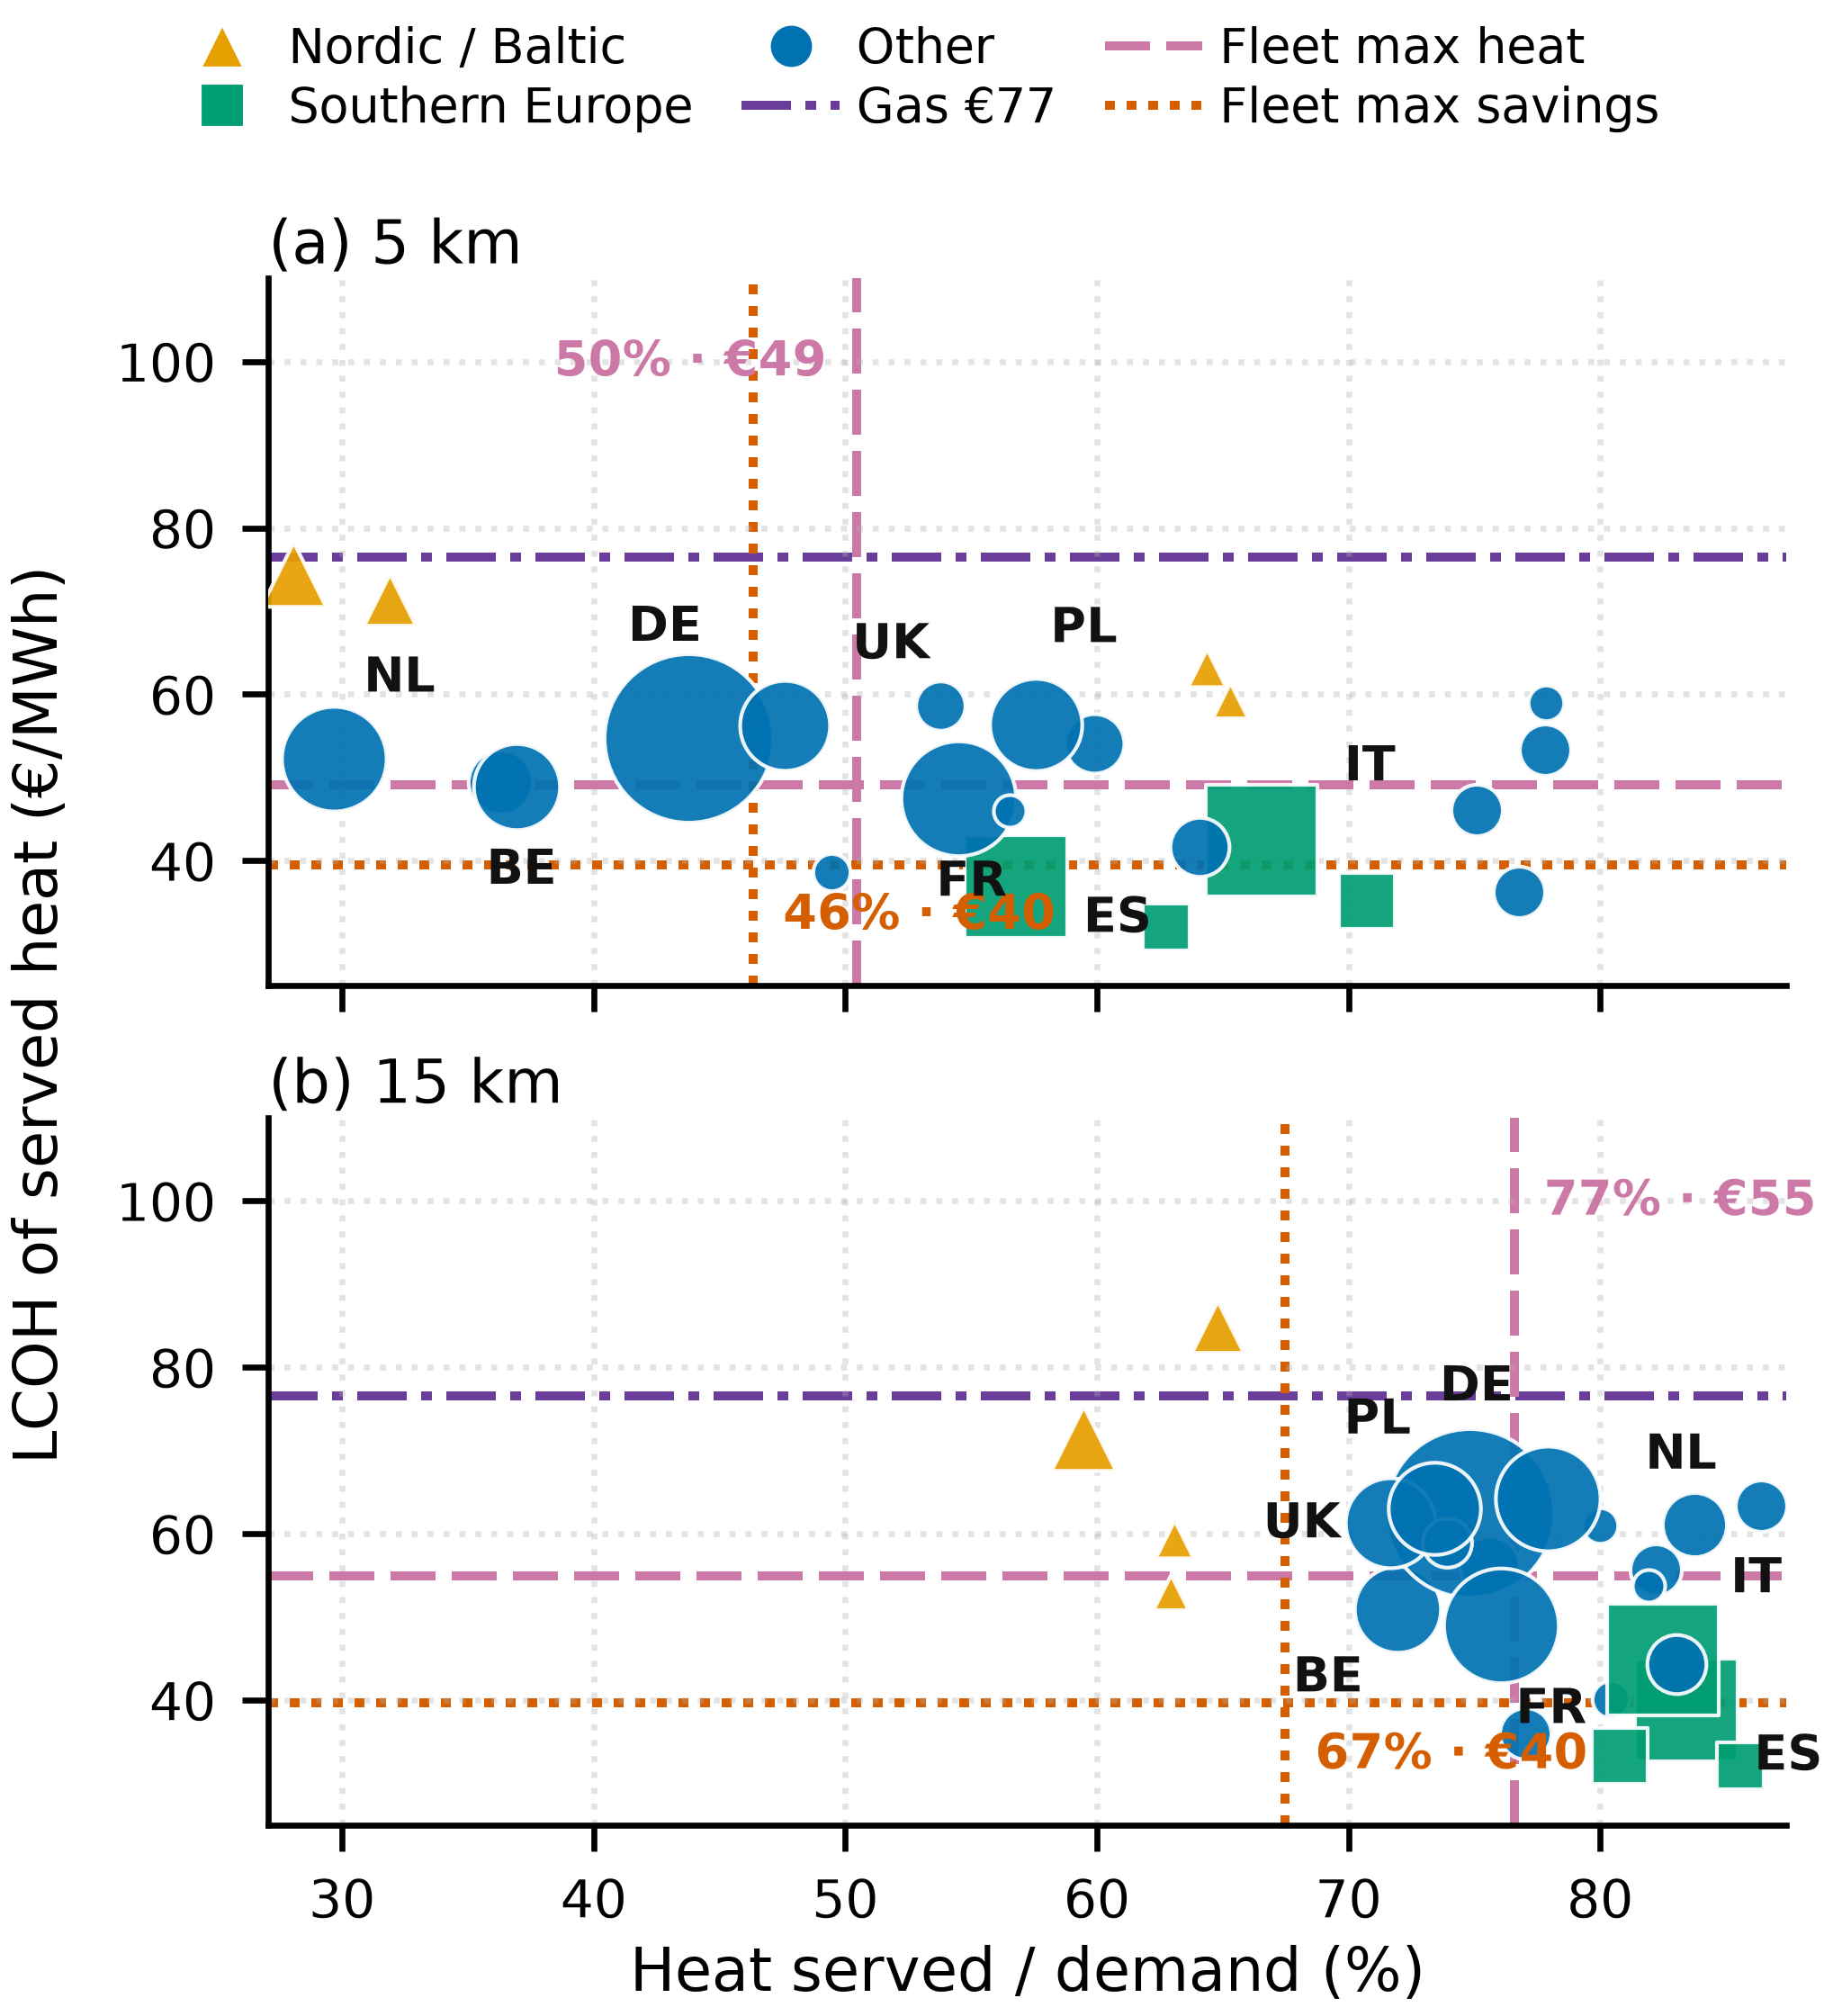 Nordic / Baltic
Southern Europe
Other
Gas €77
Fleet max heat
Fleet max savings
(a) 5 km
100
80
60
40
50% · €49
NL
DE
UK
PL
IT
BE
FR
46% · €40
ES
LCOH of served heat (€/MWh)
(b) 15 km
100
80
60
40
77% · €55
DE
PL
NL
UK
IT
BE
FR
67% · €40
ES
30 40 50 60 70 80
Heat served / demand (%)